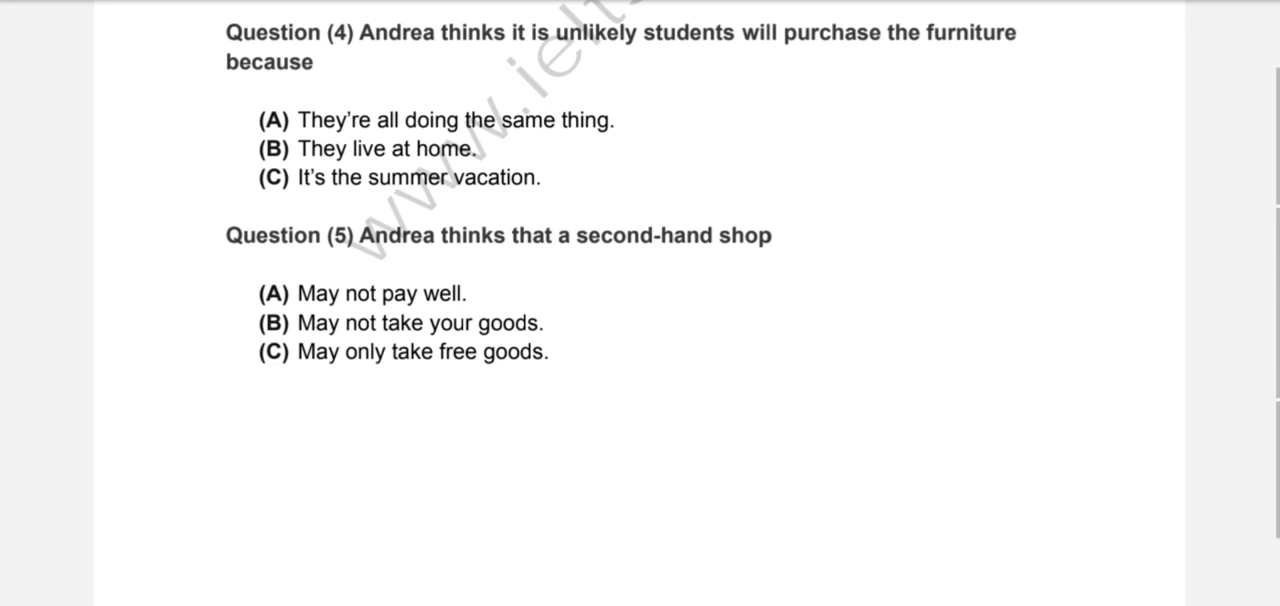 Question (4) Andrea thinks it is unlikely students will purchase the furniture
because
(A) They're all doing the same thing.
(B) They live at home.
(C) It's the summer vacation.
Question (5) Andrea thinks that a second-hand shop
(A) May not pay well.
(B) May not take your goods.
(C) May only take free goods.
www.ielts